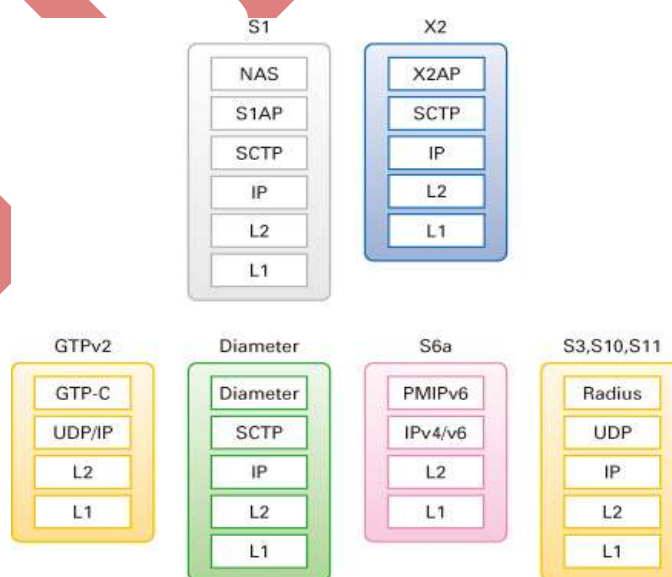 S1
NAS
S1AP
SCTP
IP
L2
L1
X2
X2AP
SCTP
IP
L2
L1
GTPv2
GTP-C
UDP/IP
L2
L1
Diameter
Diameter
SCTP
IP
L2
L1
S6a
PMIPv6
IPv4/v6
L2
L1
S3,S10,S11
Radius
UDP
IP
L2
L1